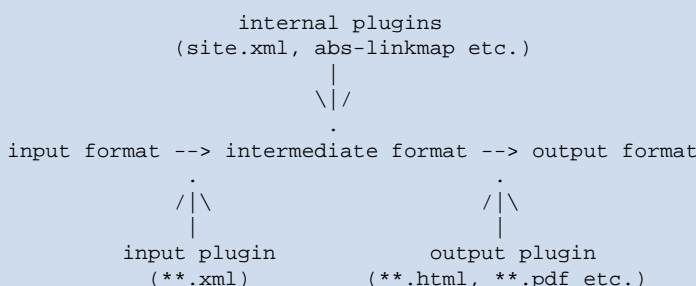 internal plugins
(site.xml, abs-linkmap etc.)
|
\|/
.
input format --> intermediate format --> output format
. .
/|\ /|\
| |
input plugin output plugin
(**.xml) (**.html, **.pdf etc.)